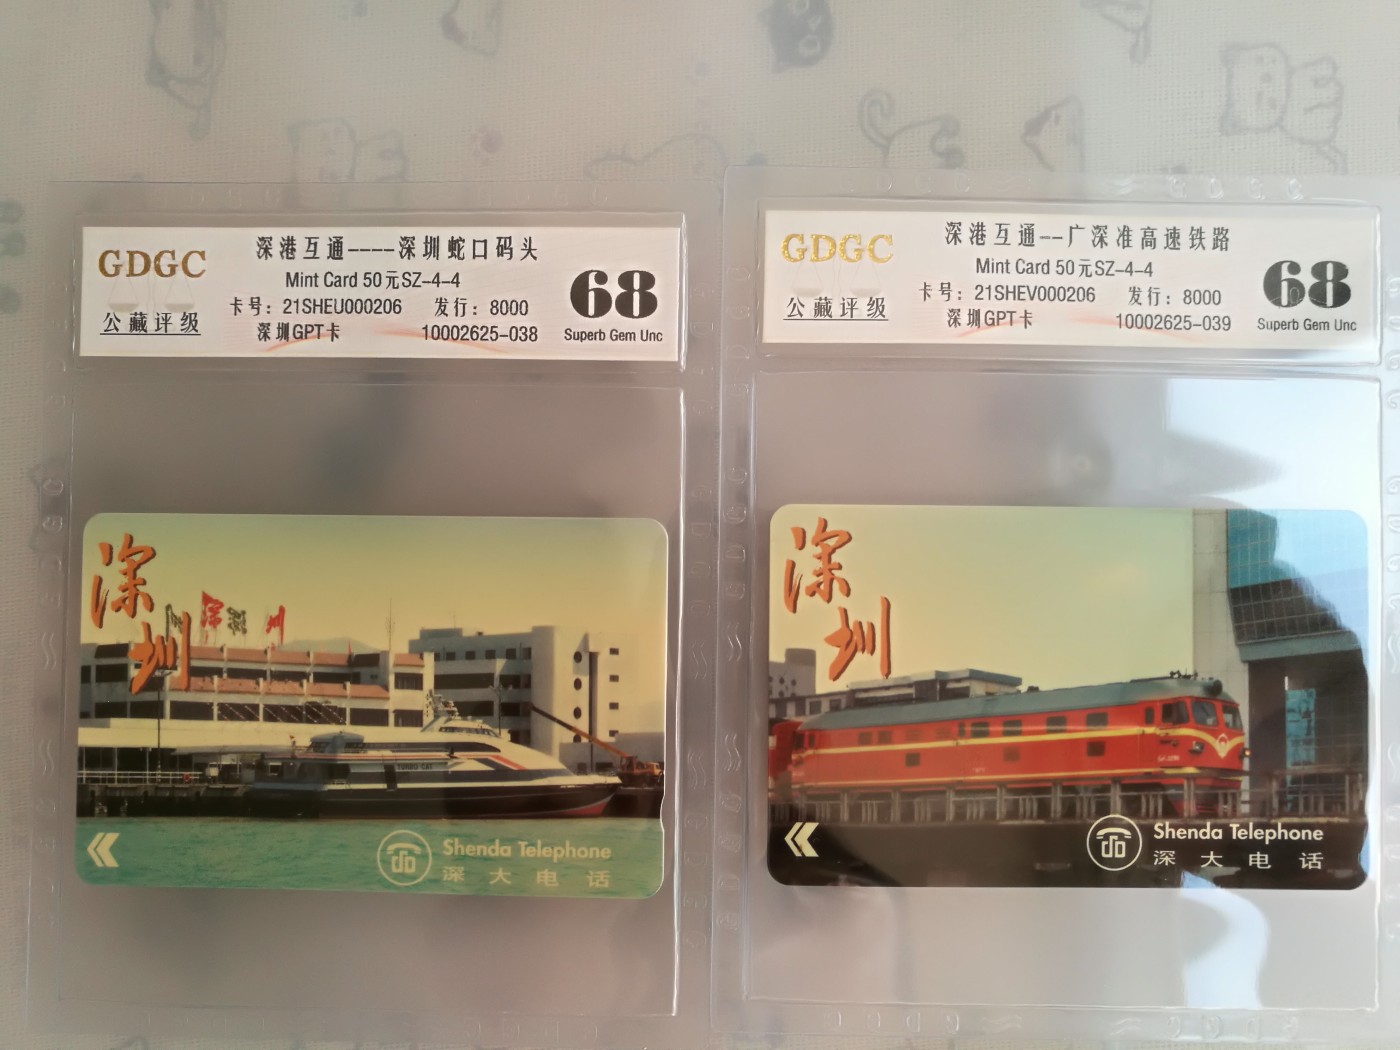 GDGC
公藏评级
深港互通----深圳蛇口码头
Mint Card 50元SZ-4-4
卡号：21SHEU000206 发行：8000
深圳GPT卡 10002625-038
68
Superb Gem Unc
深圳
深 圳
TURBO CAT
Shenda Telephone
深大电话
GDGC
公藏评级
深港互通--广深准高速铁路
Mint Card 50元SZ-4-4
卡号：21SHEV000206 发行：8000
深圳GPT卡 10002625-039
68
Superb Gem Unc
深圳
Shenda Telephone
深大电话